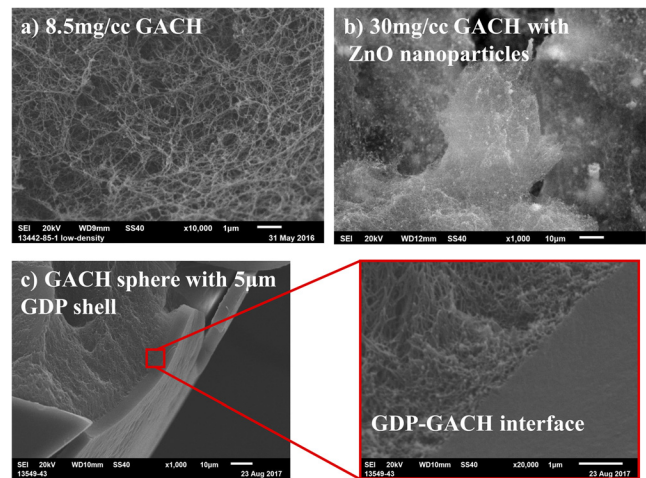 a) 8.5mg/cc GACH
SEI 20kV WD9mm SS40 x10,000 1µm
13442-85-1 low-density 31 May 2016
b) 30mg/cc GACH with
ZnO nanoparticles
SEI 20kV WD12mm SS40 x1,000 10µm
c) GACH sphere with 5µm
GDP shell
SEI 20kV WD10mm SS40 x1,000 10µm
13549-43 23 Aug 2017
GDP-GACH interface
SEI 20kV WD10mm SS40 x20,000 1µm
13549-43 23 Aug 2017